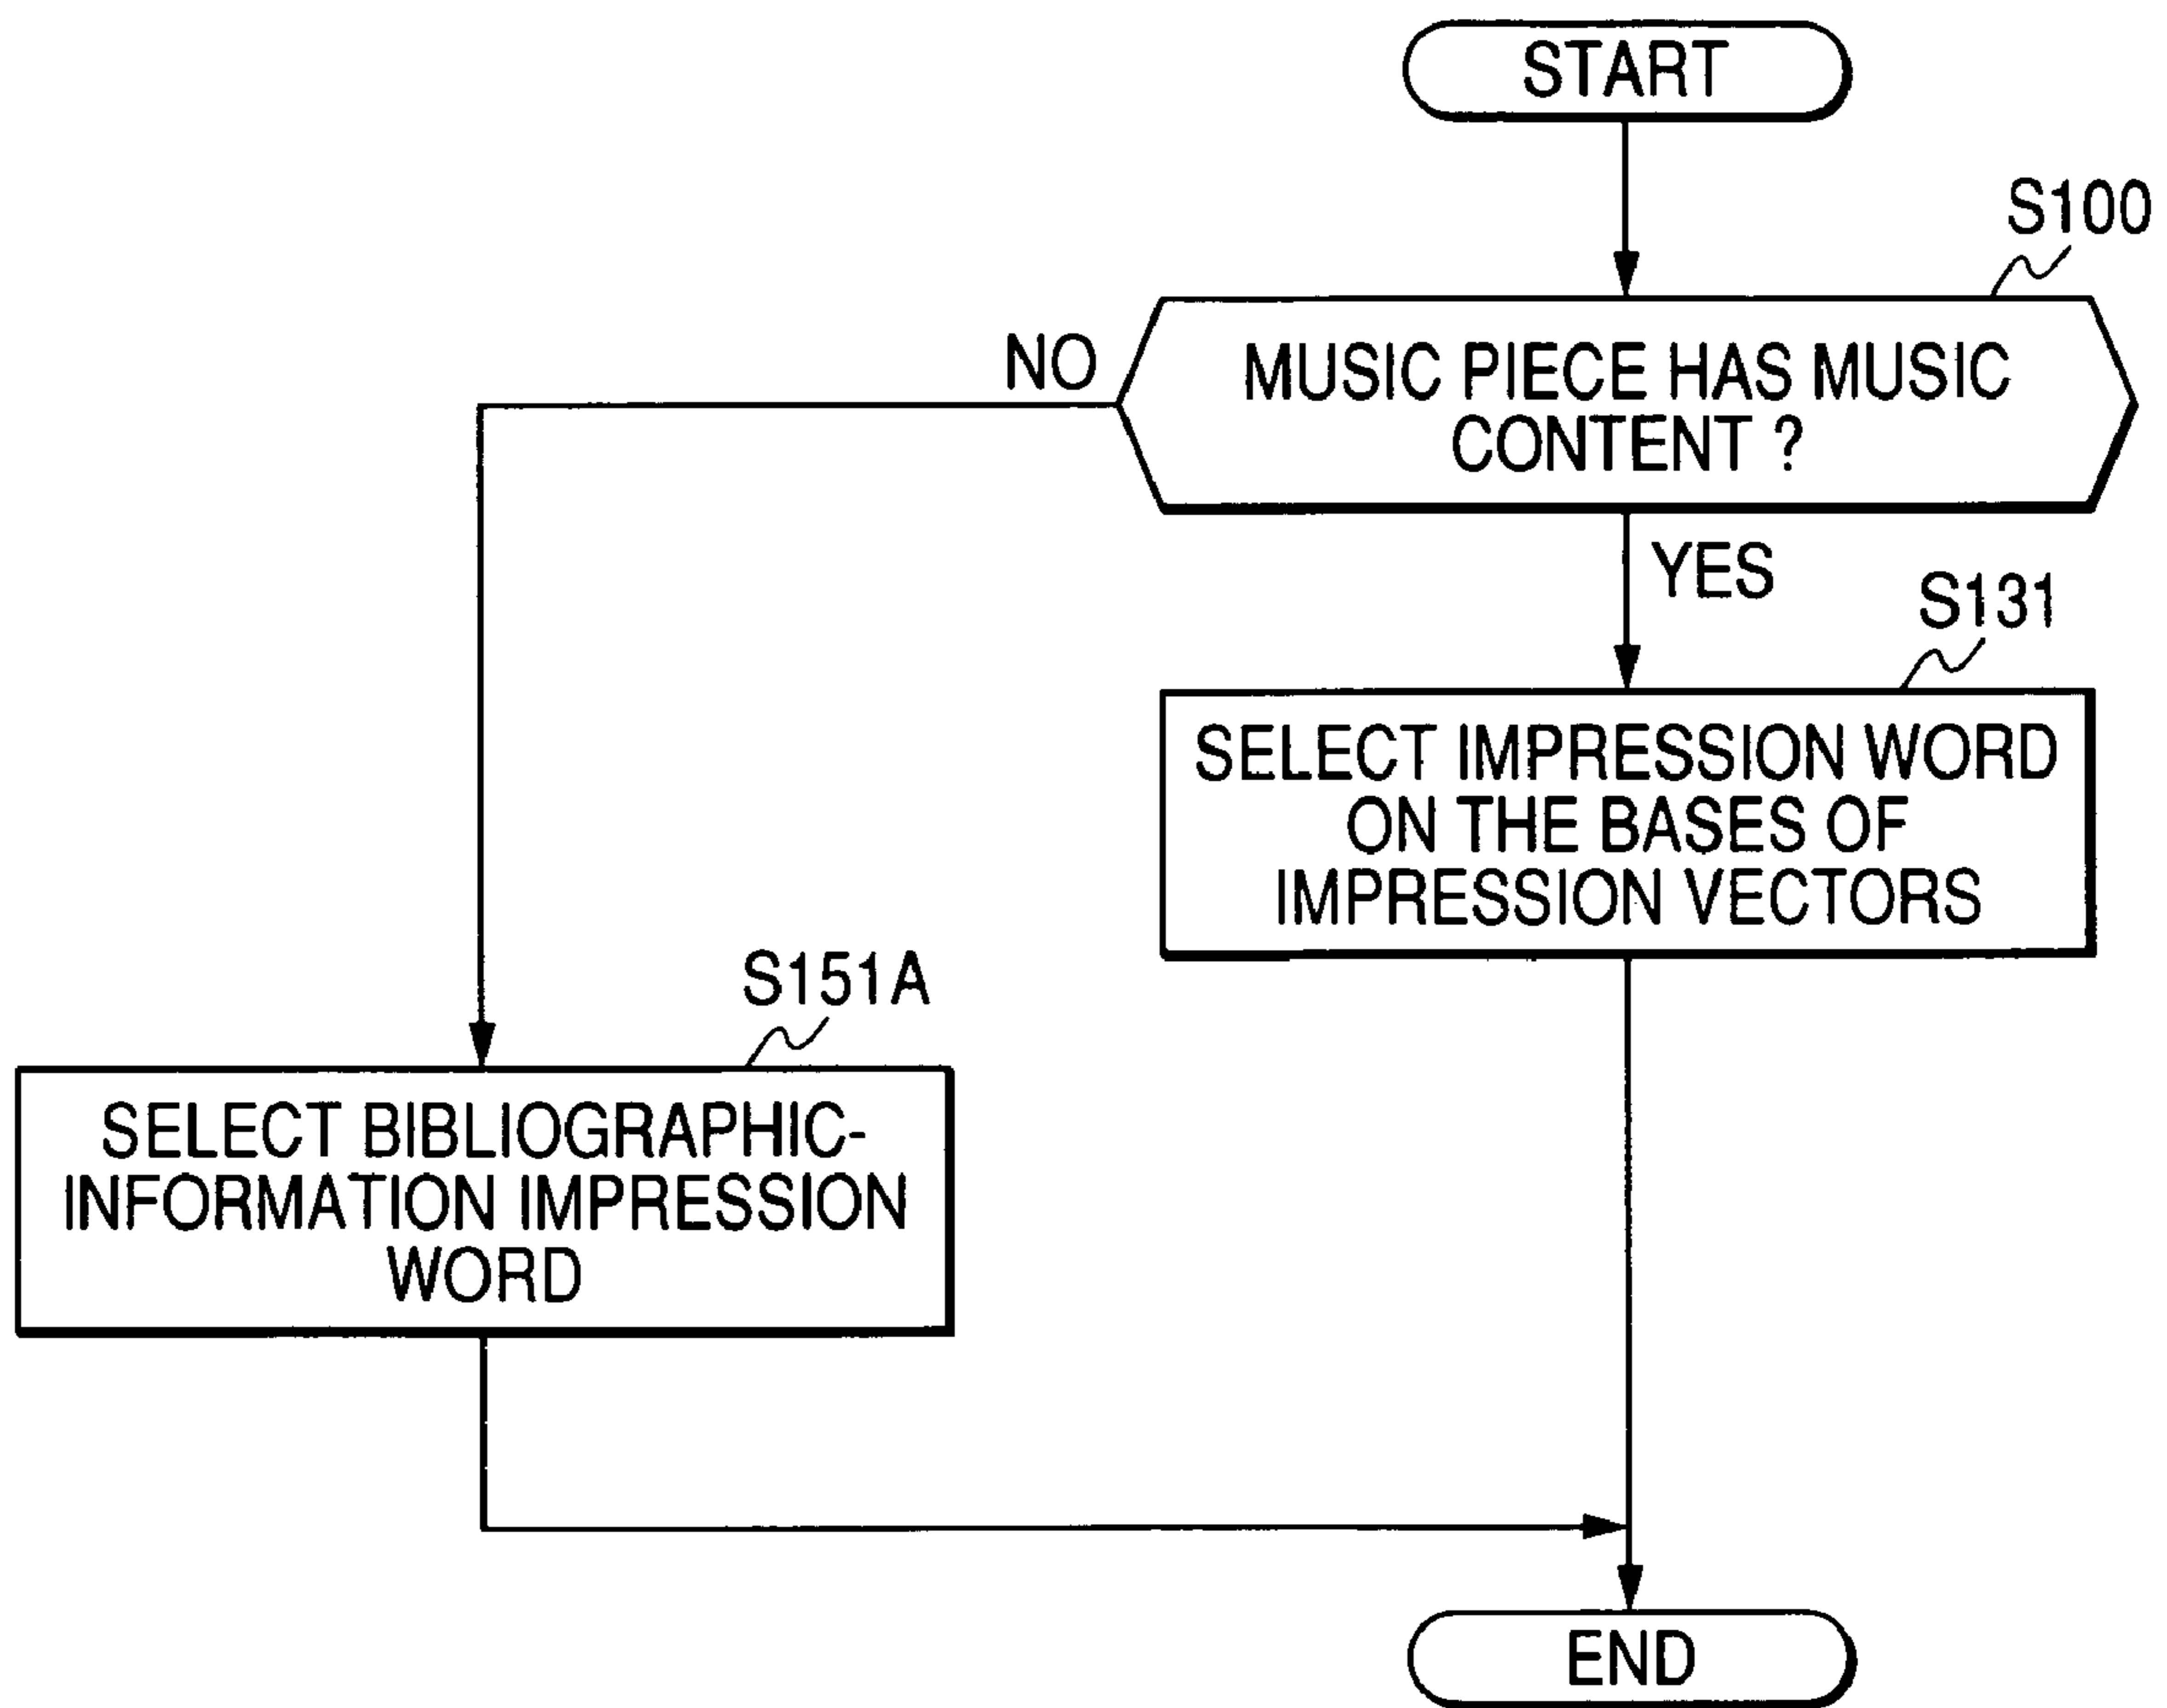 START
S100
NO
MUSIC PIECE HAS MUSIC
CONTENT ?
YES
S131
SELECT IMPRESSION WORD
ON THE BASES OF
IMPRESSION VECTORS
S151A
SELECT BIBLIOGRAPHIC-
INFORMATION IMPRESSION
WORD
END